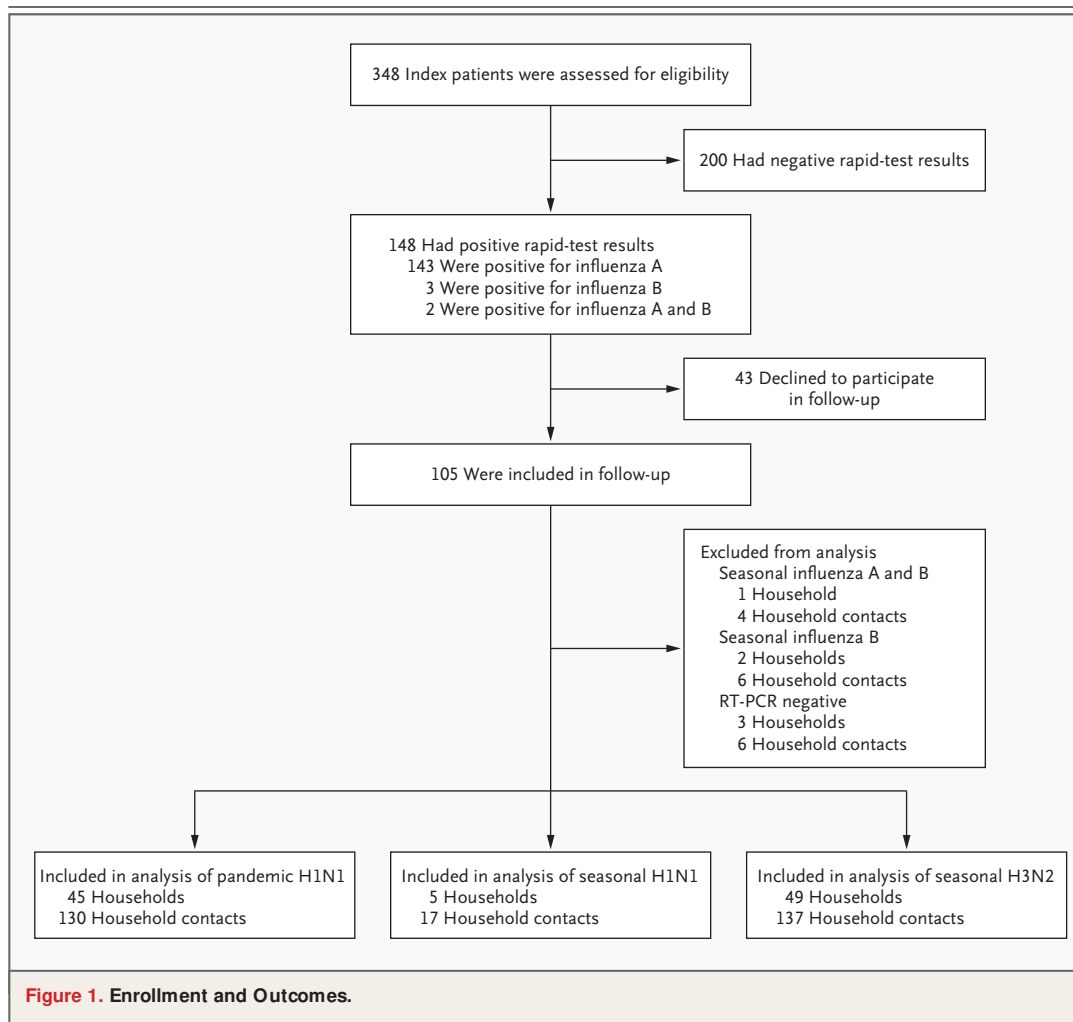 348 Index patients were assessed for eligibility
200 Had negative rapid-test results
148 Had positive rapid-test results
143 Were positive for influenza A
3 Were positive for influenza B
2 Were positive for influenza A and B
43 Declined to participate
in follow-up
105 Were included in follow-up
Excluded from analysis
Seasonal influenza A and B
1 Household
4 Household contacts
Seasonal influenza B
2 Households
6 Household contacts
RT-PCR negative
3 Households
6 Household contacts
Included in analysis of pandemic H1N1
45 Households
130 Household contacts
Included in analysis of seasonal H1N1
5 Households
17 Household contacts
Included in analysis of seasonal H3N2
49 Households
137 Household contacts
Figure 1. Enrollment and Outcomes.